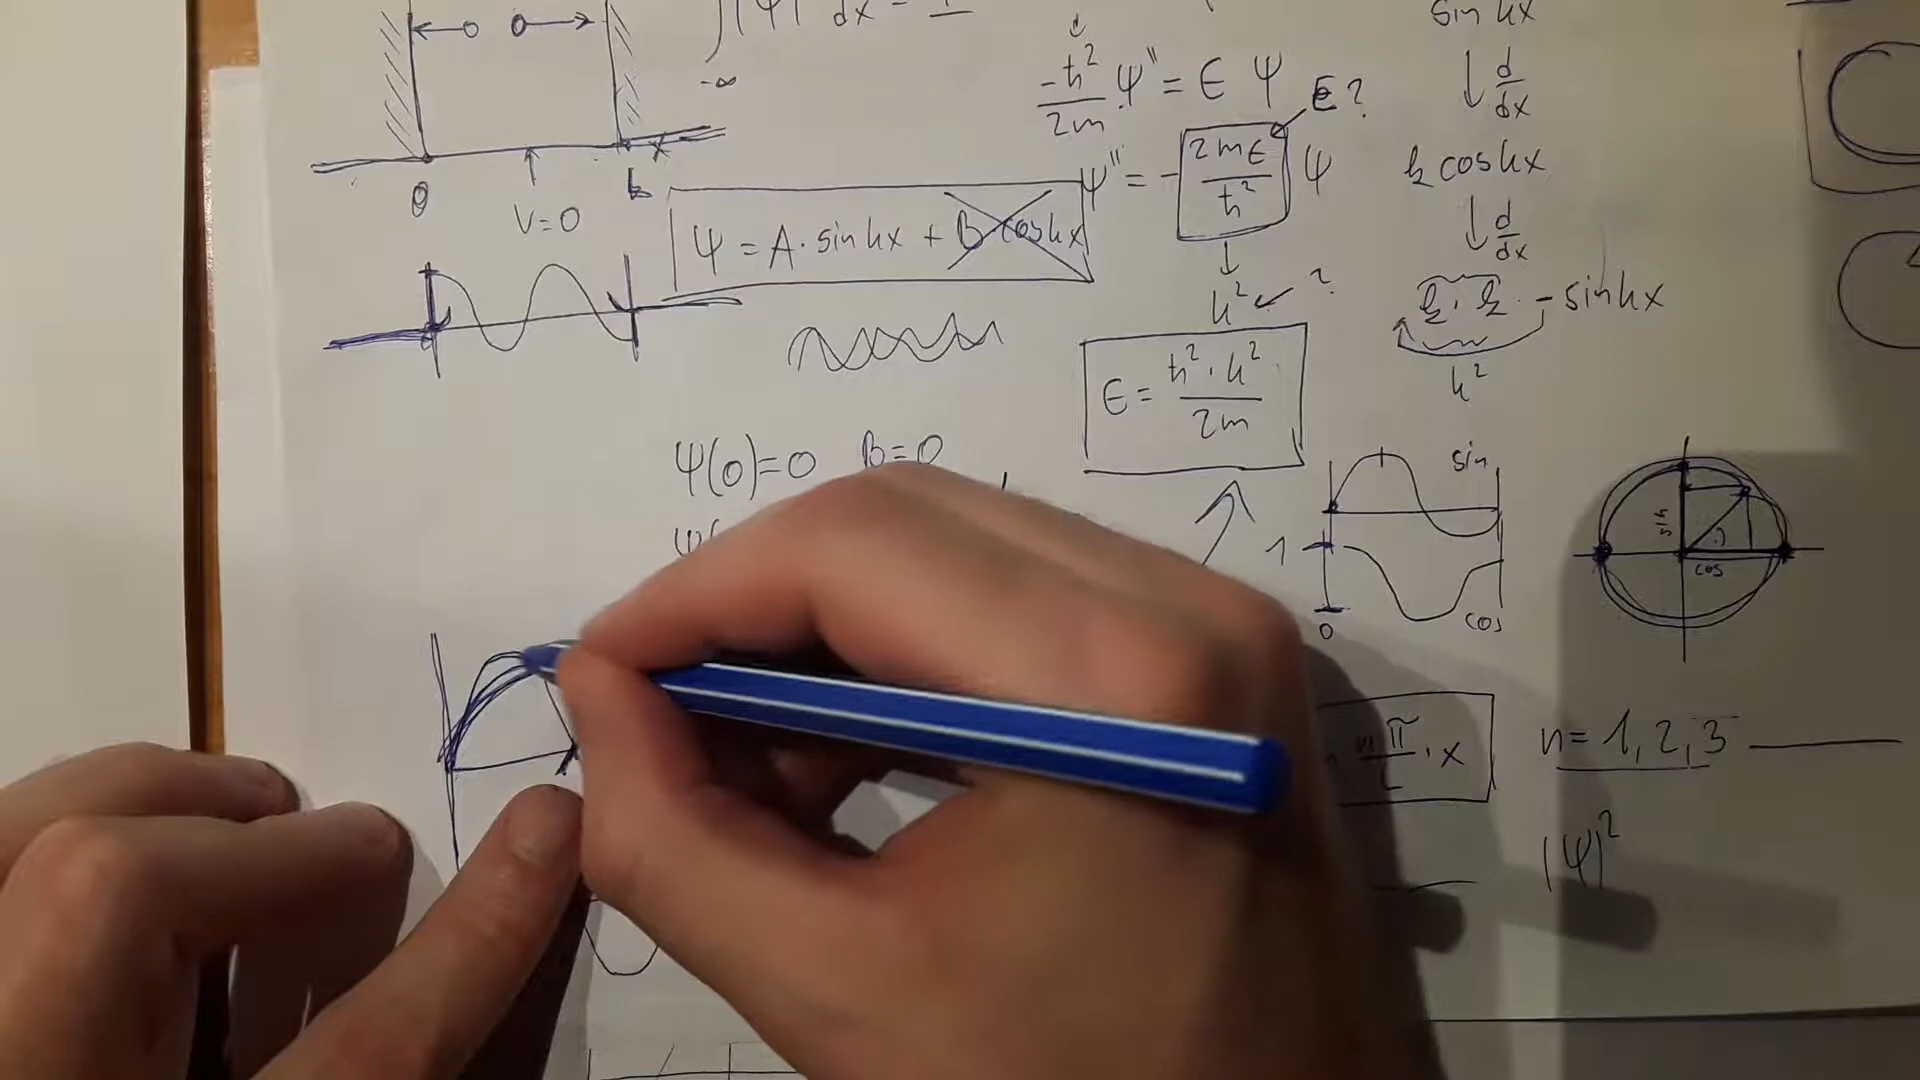 ∫|Ψ| dx =
-∞
0
L
x
V=0
Ψ = A·sin kx + B cos kx
Ψ(0)=0 B=0
-ħ²/2m Ψ'' = E Ψ
E?
Ψ'' = - 2mE/ħ² Ψ
k² ?
E = ħ²·k²/2m
sin kx
d/dx
k cos kx
d/dx
k·k·-sin kx
k²
sin
1
0
cos
sin
cos
nπ/L · x
n=1,2,3
|Ψ|²